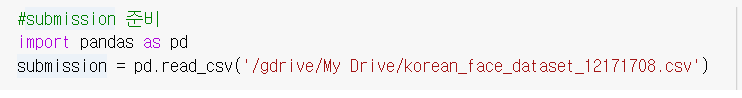 #submission 준비
import pandas as pd
submission = pd.read_csv('/gdrive/My Drive/korean_face_dataset_12171708.csv')